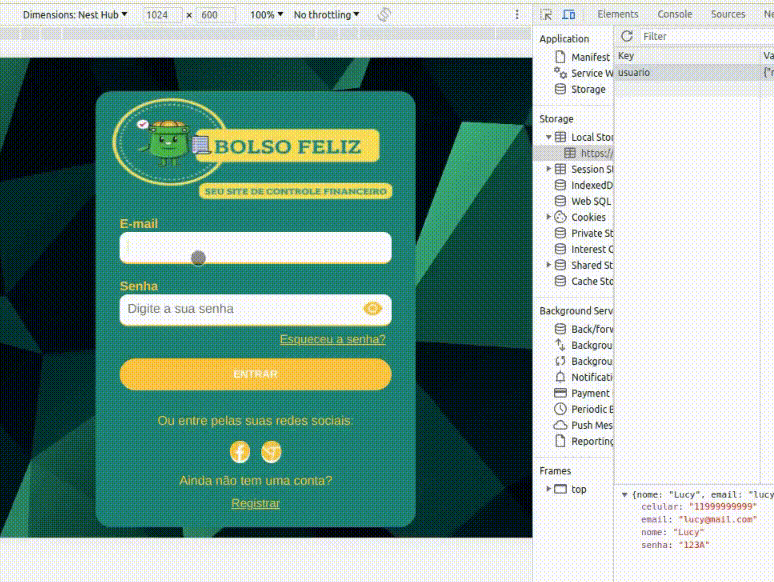 Dimensions: Nest Hub 1024 × 600 100% No throttling
BOLSO FELIZ
SEU SITE DE CONTROLE FINANCEIRO
E-mail
Senha
Digite a sua senha
Esqueceu a senha?
ENTRAR
Ou entre pelas suas redes sociais:
Ainda não tem uma conta?
Registrar
Elements Console Sources Ne
Application
Manifest
Service W
Storage
Storage
Local Stor
https:/
Session S
IndexedD
Web SQL
Cookies
Private St
Interest G
Shared St
Cache Sto
Background Serv
Back/forw
Backgrou
Backgrou
Notificati
Payment
Periodic B
Push Mes
Reporting
Frames
top
Filter
Key Va
usuario {"n
{nome: "Lucy", email: "lucy
celular: "11999999999"
email: "lucy@mail.com"
nome: "Lucy"
senha: "123A"